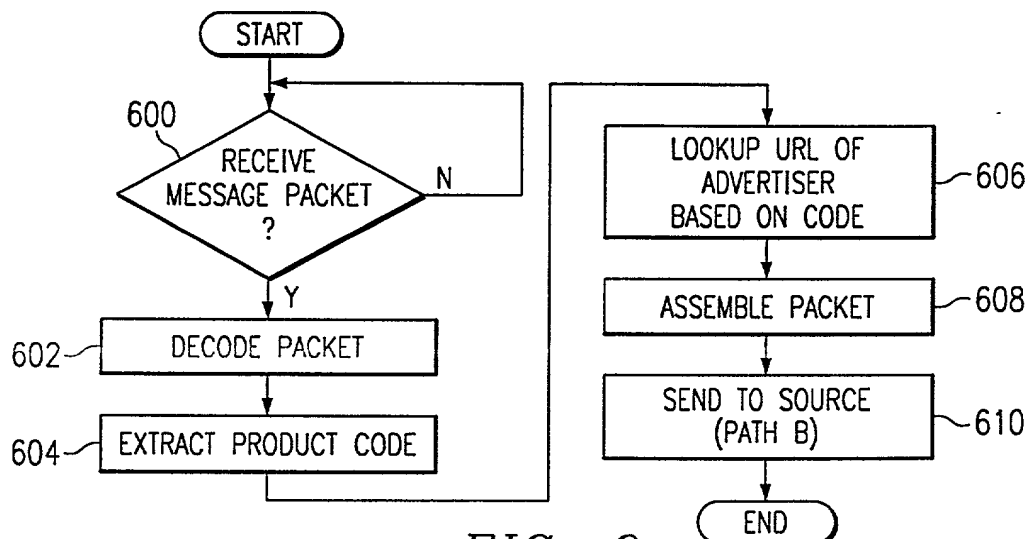 START
600
RECEIVE
MESSAGE PACKET
?
N
Y
602
DECODE PACKET
604
EXTRACT PRODUCT CODE
LOOKUP URL OF
ADVERTISER
BASED ON CODE
606
ASSEMBLE PACKET
608
SEND TO SOURCE
(PATH B)
610
END
FIG.